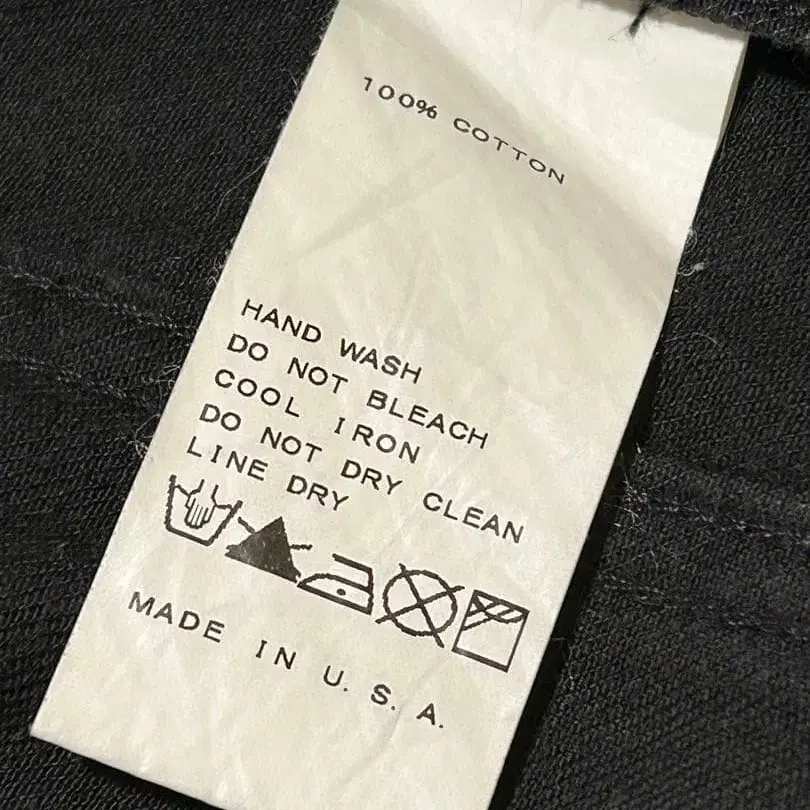 100% COTTON
HAND WASH
DO NOT BLEACH
COOL IRON
DO NOT DRY CLEAN
LINE DRY
MADE IN U.S.A.